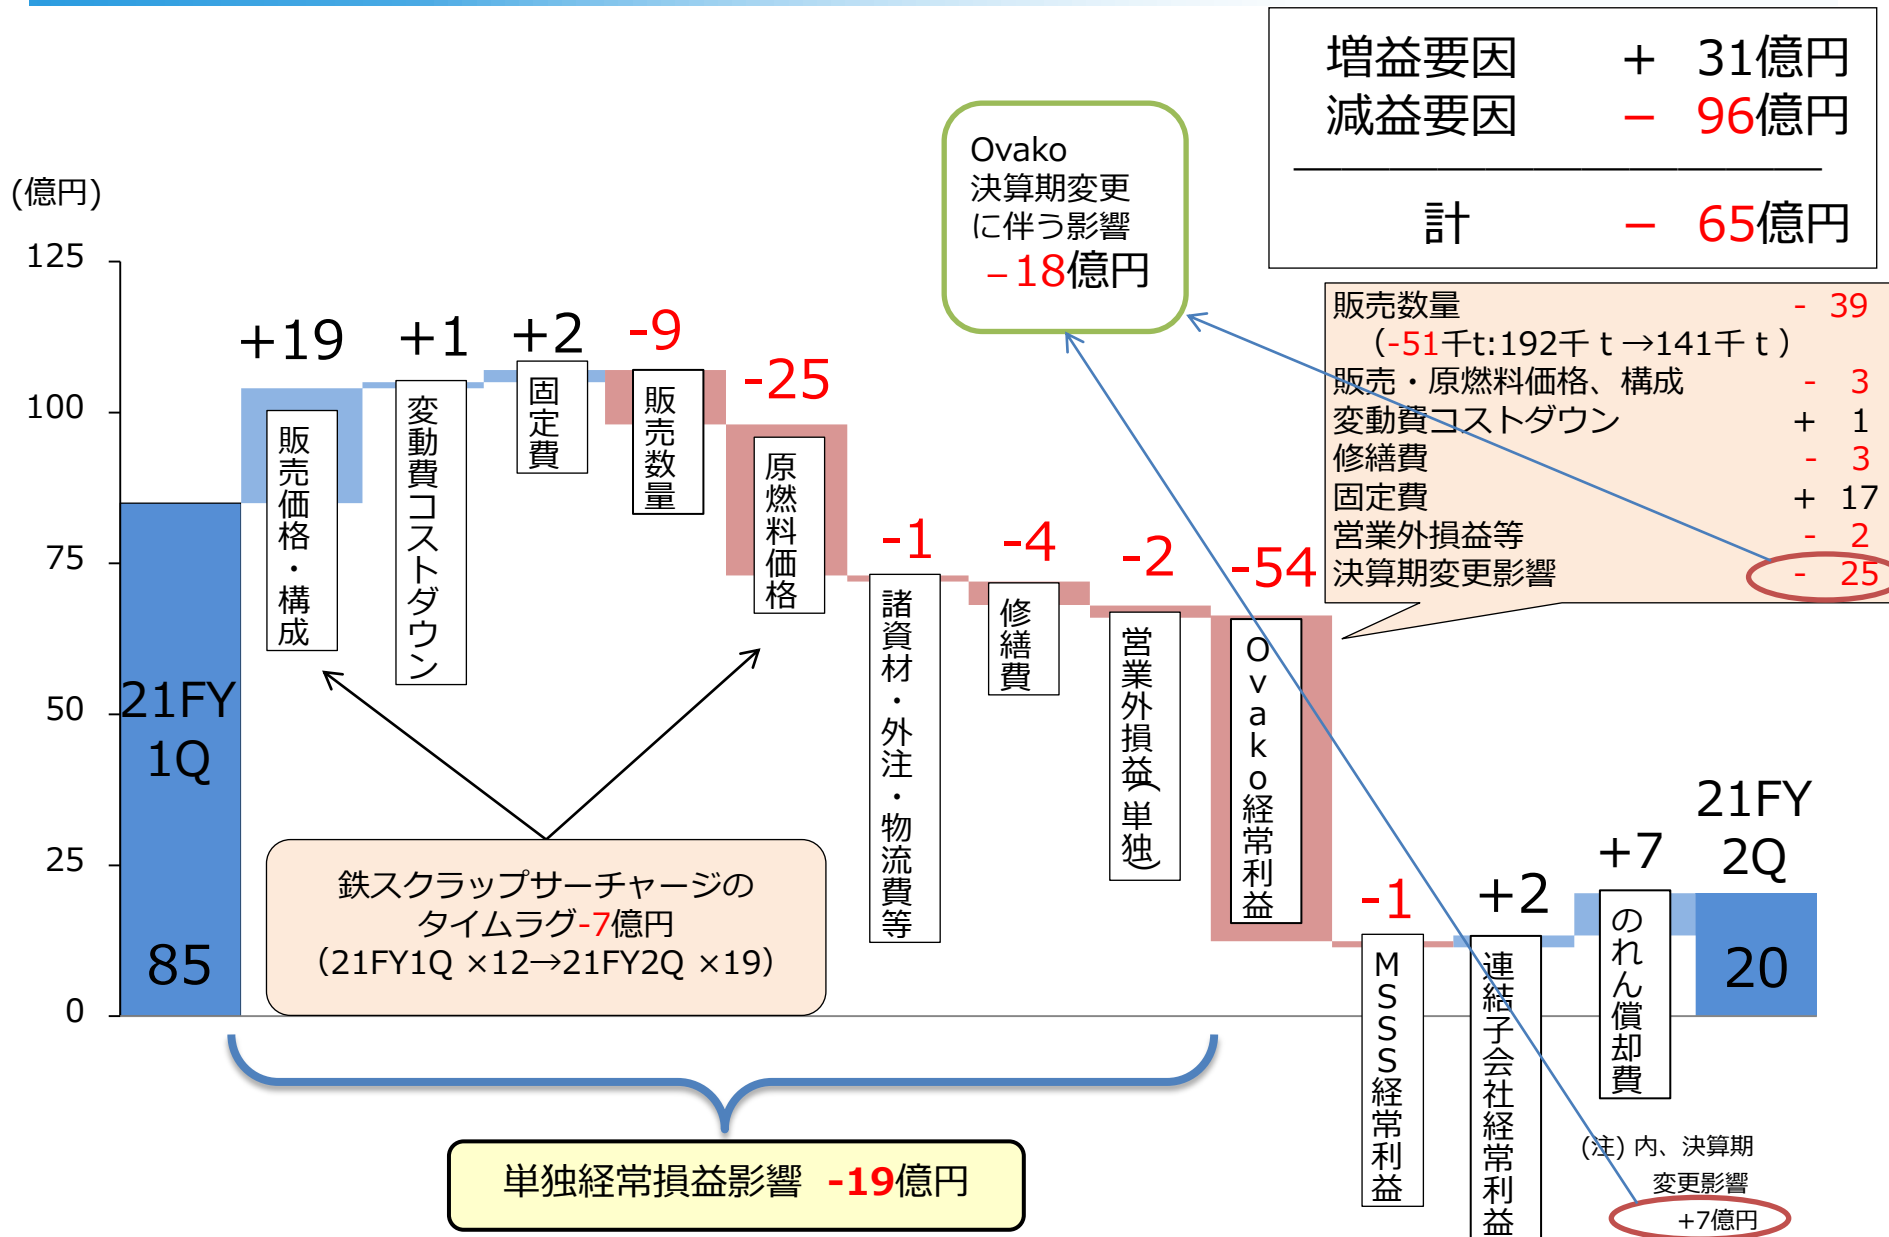 増益要因 + 31億円
減益要因 － 96億円
計 － 65億円
Ovako
決算期変更
に伴う影響
－18億円
(億円)
125
100
75
50
25
0
販売数量 - 39
（-51千t:192千ｔ→141千ｔ）
販売・原燃料価格、構成 - 3
変動費コストダウン + 1
修繕費 - 3
固定費 + 17
営業外損益等 - 2
決算期変更影響 - 25
21FY
1Q
85
+19
販売価格・構成
+1
変動費コストダウン
+2
固定費
-9
販売数量
-25
原燃料価格
-1
諸資材・外注・物流費等
-4
修繕費
-2
営業外損益(単独)
-54
Ovako経常利益
-1
MSSS経常利益
+2
連結子会社経常利益
+7
のれん償却費
21FY
2Q
20
鉄スクラップサーチャージの
タイムラグ-7億円
（21FY1Q ×12→21FY2Q ×19）
単独経常損益影響 -19億円
(注) 内、決算期
変更影響
+7億円